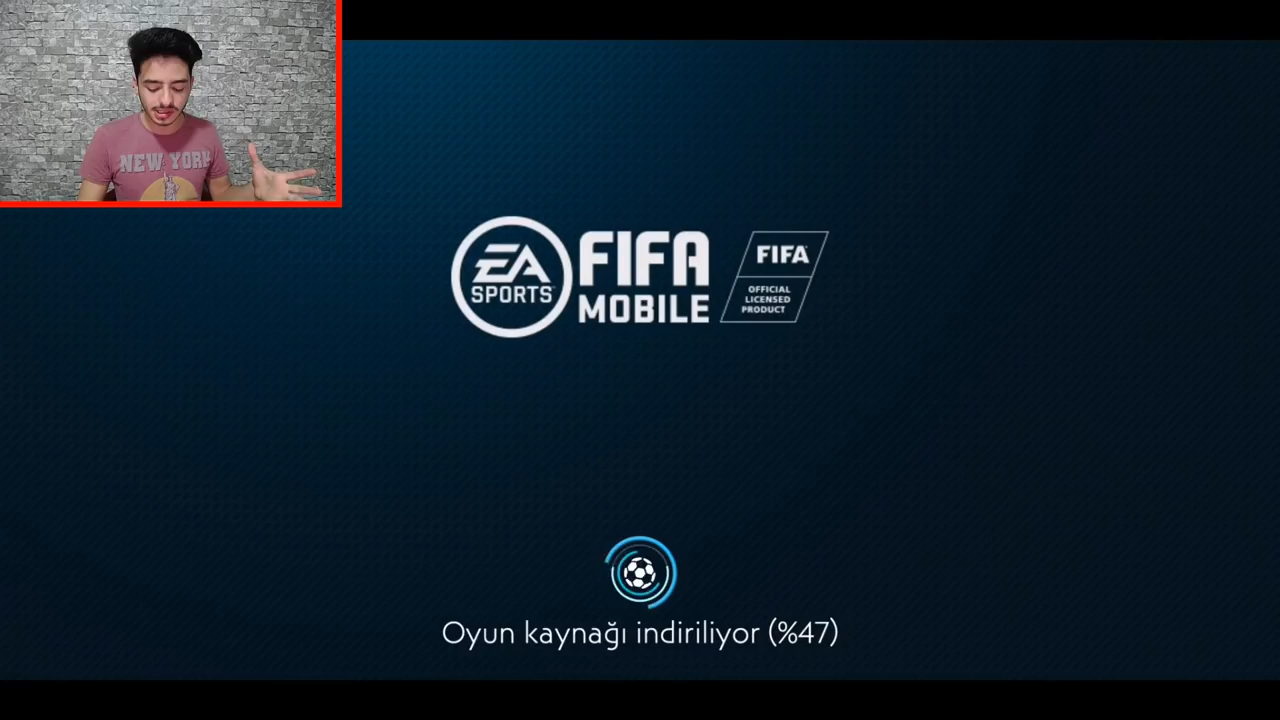 NEW YORK
EA
SPORTS
FIFA
MOBILE
FIFA
OFFICIAL
LICENSED
PRODUCT
Oyun kaynağı indiriliyor (%47)